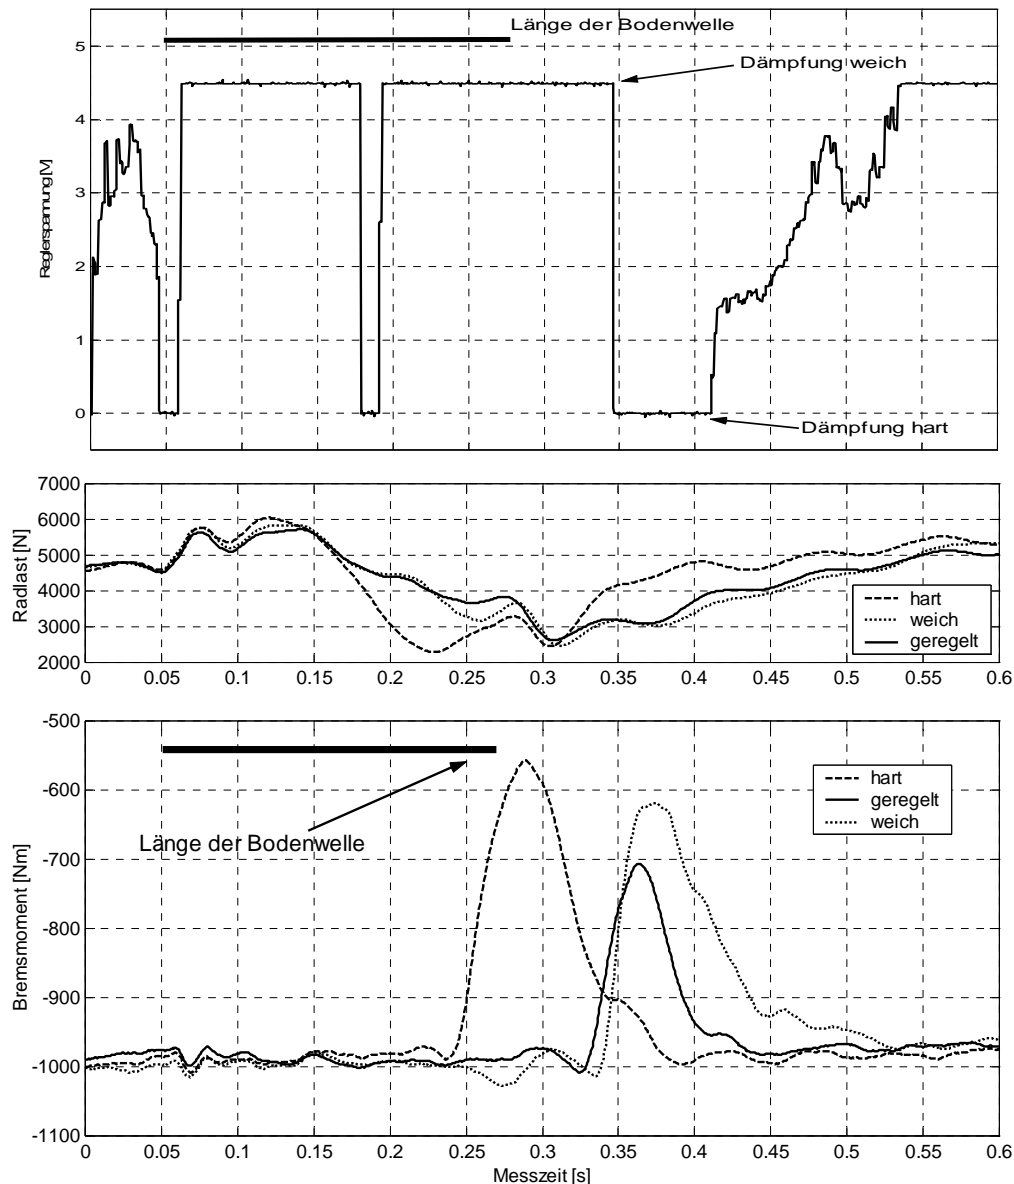 Länge der Bodenwelle
5
Dämpfung weich
4
3
Reglerspannung [V]
2
1
0
Dämpfung hart
7000
6000
5000
4000
3000
2000
Radlast [N]
hart
weich
geregelt
0 0.05 0.1 0.15 0.2 0.25 0.3 0.35 0.4 0.45 0.5 0.55 0.6
-500
-600
-700
-800
-900
-1000
-1100
Bremsmoment [Nm]
hart
geregelt
weich
Länge der Bodenwelle
0 0.05 0.1 0.15 0.2 0.25 0.3 0.35 0.4 0.45 0.5 0.55 0.6
Messzeit [s]